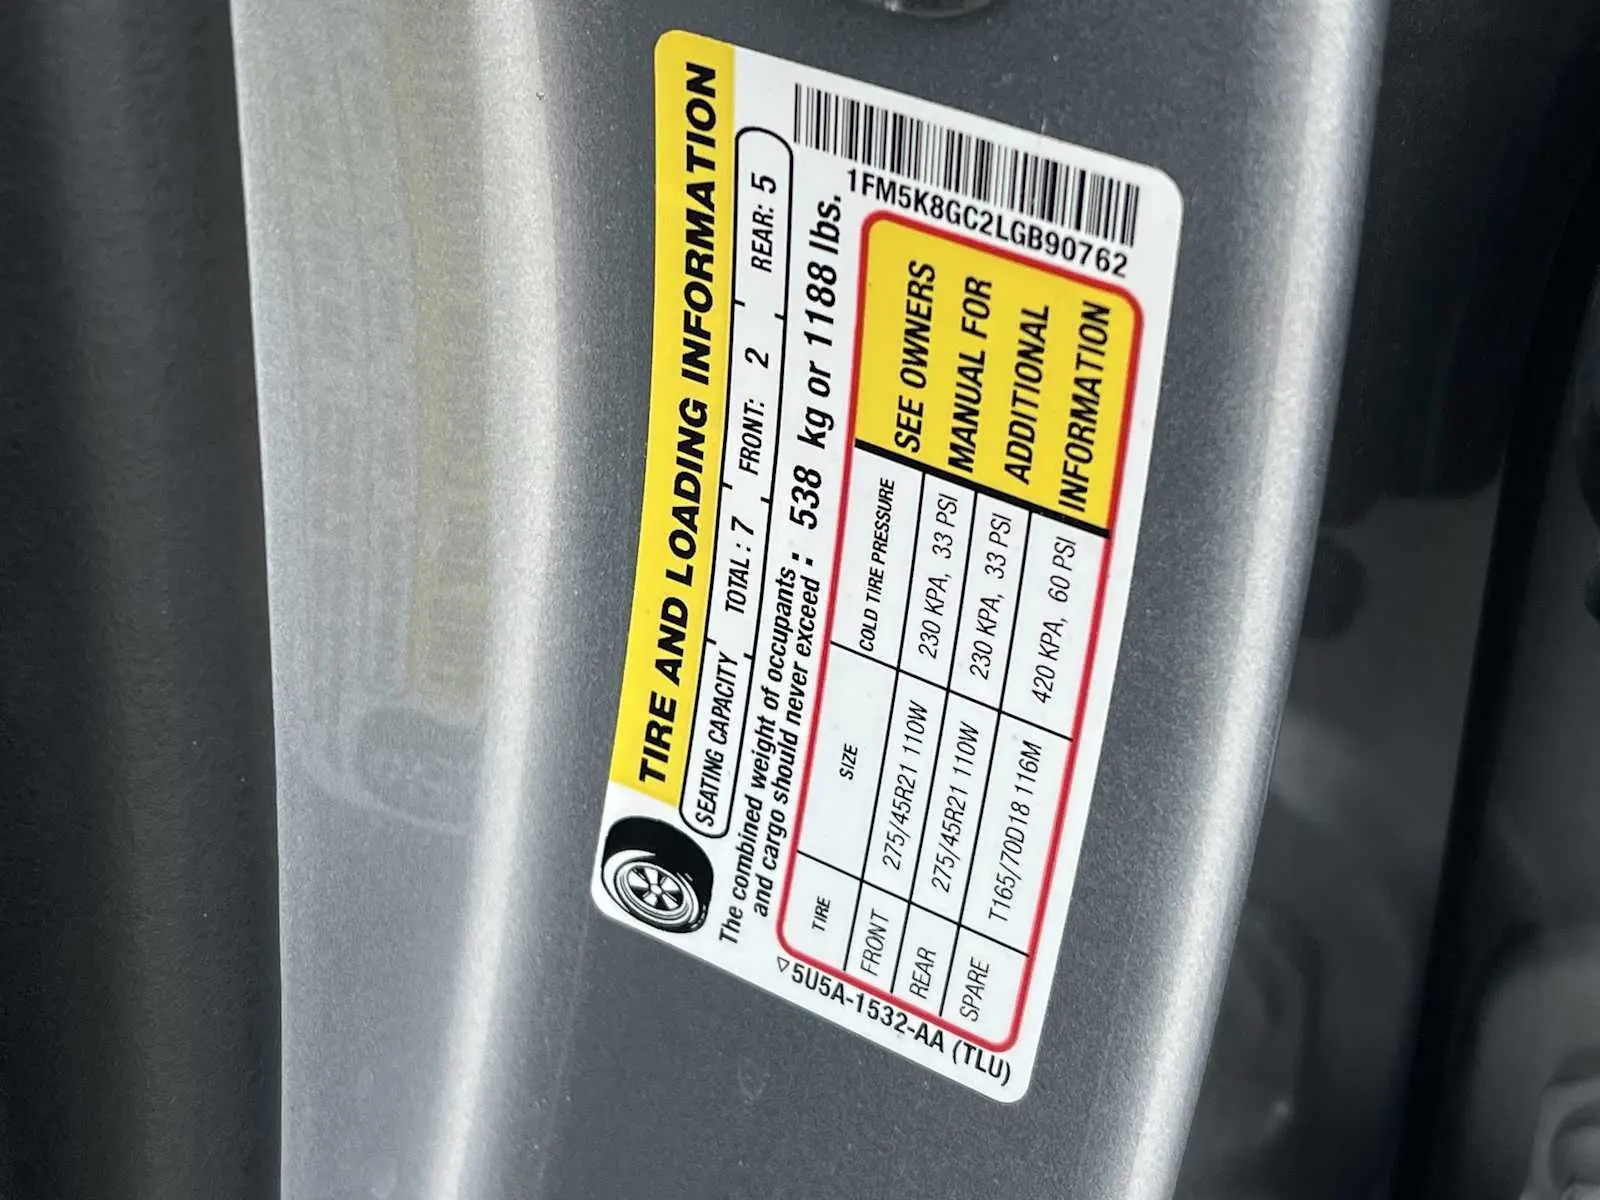 TIRE AND LOADING INFORMATION
SEATING CAPACITY TOTAL : 7 FRONT: 2 REAR: 5
The combined weight of occupants
and cargo should never exceed : 538 kg or 1188 lbs.
TIRE SIZE COLD TIRE PRESSURE
FRONT 275/45R21 110W 230 KPA, 33 PSI
REAR 275/45R21 110W 230 KPA, 33 PSI
SPARE T165/70D18 116M 420 KPA, 60 PSI
SEE OWNERS
MANUAL FOR
ADDITIONAL
INFORMATION
1FM5K8GC2LGB90762
5U5A-1532-AA (TLU)